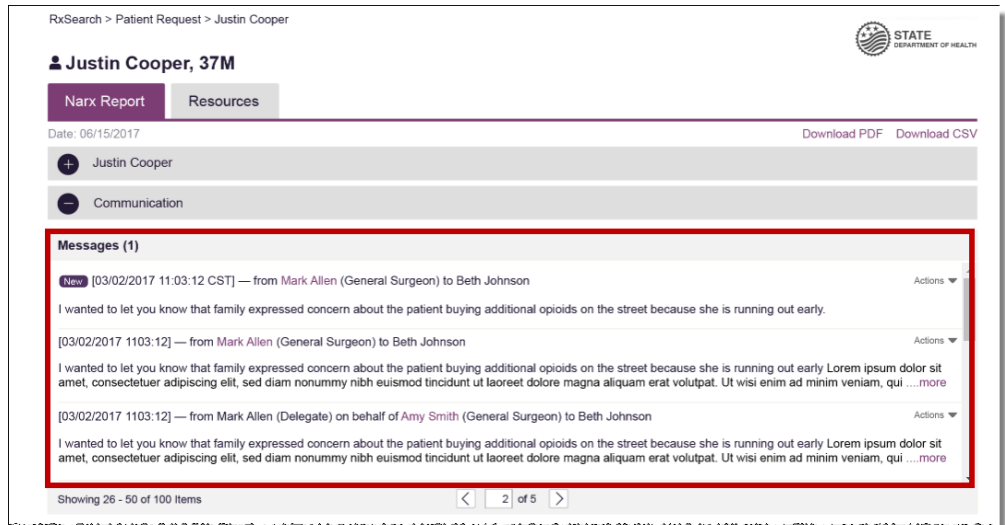 RxSearch > Patient Request > Justin Cooper
STATE
DEPARTMENT OF HEALTH
Justin Cooper, 37M
Narx Report
Resources
Date: 06/15/2017
Download PDF
Download CSV
Justin Cooper
Communication
Messages (1)
New [03/02/2017 11:03:12 CST] — from Mark Allen (General Surgeon) to Beth Johnson
Actions
I wanted to let you know that family expressed concern about the patient buying additional opioids on the street because she is running out early.
[03/02/2017 1103:12] — from Mark Allen (General Surgeon) to Beth Johnson
Actions
I wanted to let you know that family expressed concern about the patient buying additional opioids on the street because she is running out early Lorem ipsum dolor sit
amet, consectetuer adipiscing elit, sed diam nonummy nibh euismod tincidunt ut laoreet dolore magna aliquam erat volutpat. Ut wisi enim ad minim veniam, qui ....more
[03/02/2017 1103:12] — from Mark Allen (Delegate) on behalf of Amy Smith (General Surgeon) to Beth Johnson
Actions
I wanted to let you know that family expressed concern about the patient buying additional opioids on the street because she is running out early Lorem ipsum dolor sit
amet, consectetuer adipiscing elit, sed diam nonummy nibh euismod tincidunt ut laoreet dolore magna aliquam erat volutpat. Ut wisi enim ad minim veniam, qui ....more
Showing 26 - 50 of 100 Items
< 2 of 5 >